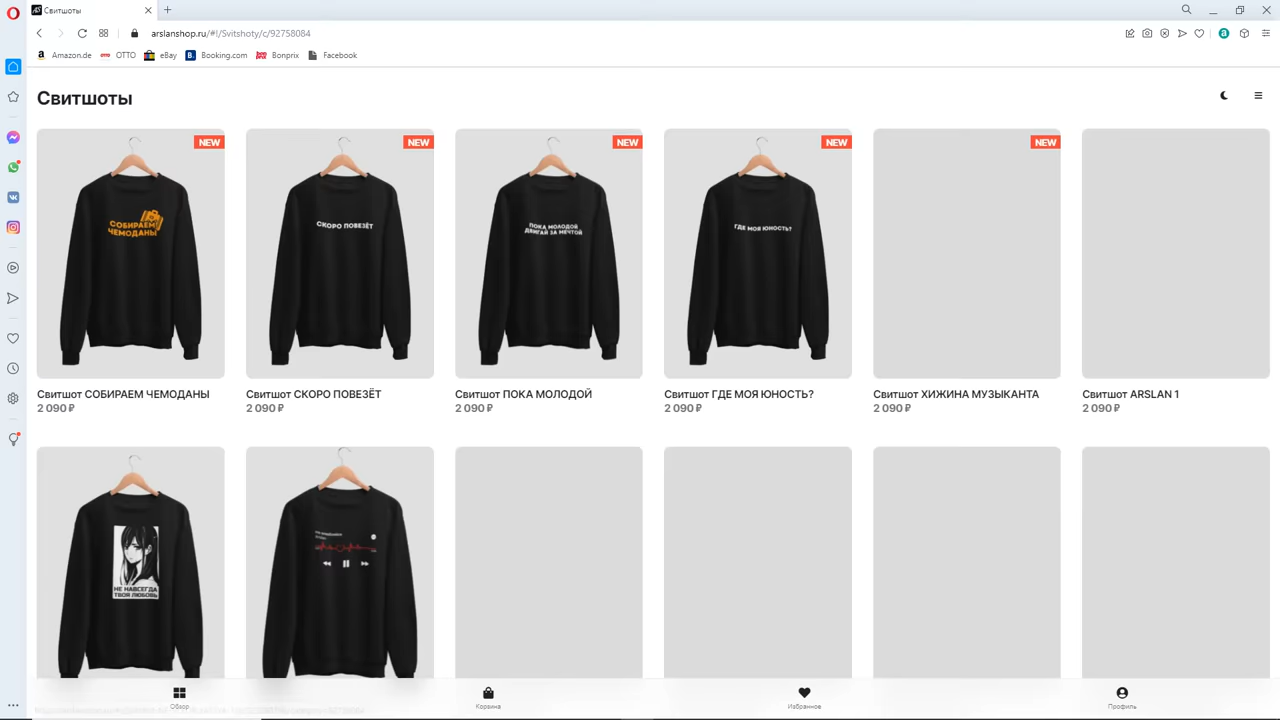 Свитшоты
arslanshop.ru/#!/Svitshoty/c/92758084
Amazon.de
OTTO
eBay
Booking.com
Bonprix
Facebook
Свитшоты
NEW
NEW
NEW
NEW
NEW
СОБИРАЕМ
ЧЕМОДАНЫ
СКОРО ПОВЕЗЁТ
ПОКА МОЛОДОЙ
ДВИГАЙ ЗА МЕЧТОЙ
ГДЕ МОЯ ЮНОСТЬ?
Свитшот СОБИРАЕМ ЧЕМОДАНЫ
2 090 ₽
Свитшот СКОРО ПОВЕЗЁТ
2 090 ₽
Свитшот ПОКА МОЛОДОЙ
2 090 ₽
Свитшот ГДЕ МОЯ ЮНОСТЬ?
2 090 ₽
Свитшот ХИЖИНА МУЗЫКАНТА
2 090 ₽
Свитшот ARSLAN 1
2 090 ₽
НЕ НАВСЕГДА
ТВОЯ ЛЮБОВЬ
Обзор
Корзина
Избранное
Профиль